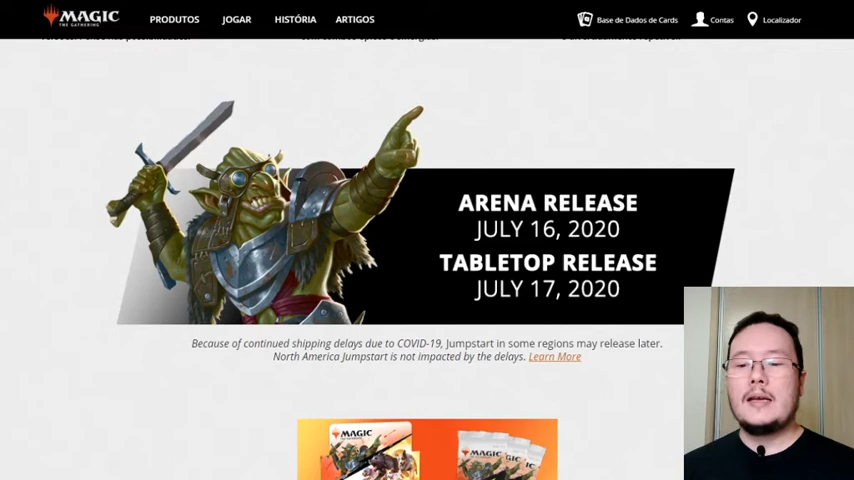 MAGIC
THE GATHERING
PRODUTOS
JOGAR
HISTÓRIA
ARTIGOS
Base de Dados de Cards
Contas
Localizador
ARENA RELEASE
JULY 16, 2020
TABLETOP RELEASE
JULY 17, 2020
Because of continued shipping delays due to COVID-19, Jumpstart in some regions may release later.
North America Jumpstart is not impacted by the delays. Learn More
MAGIC
MAGIC